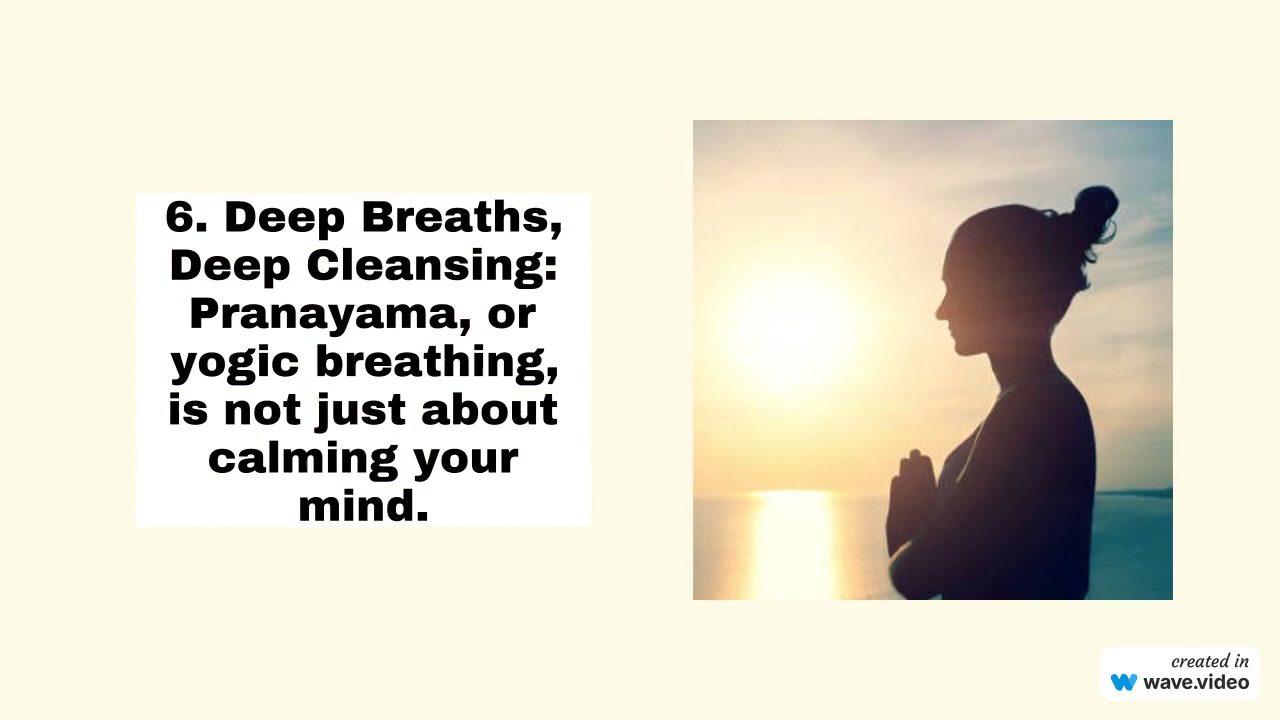 6. Deep Breaths,
Deep Cleansing:
Pranayama, or
yogic breathing,
is not just about
calming your
mind.
created in
wave.video